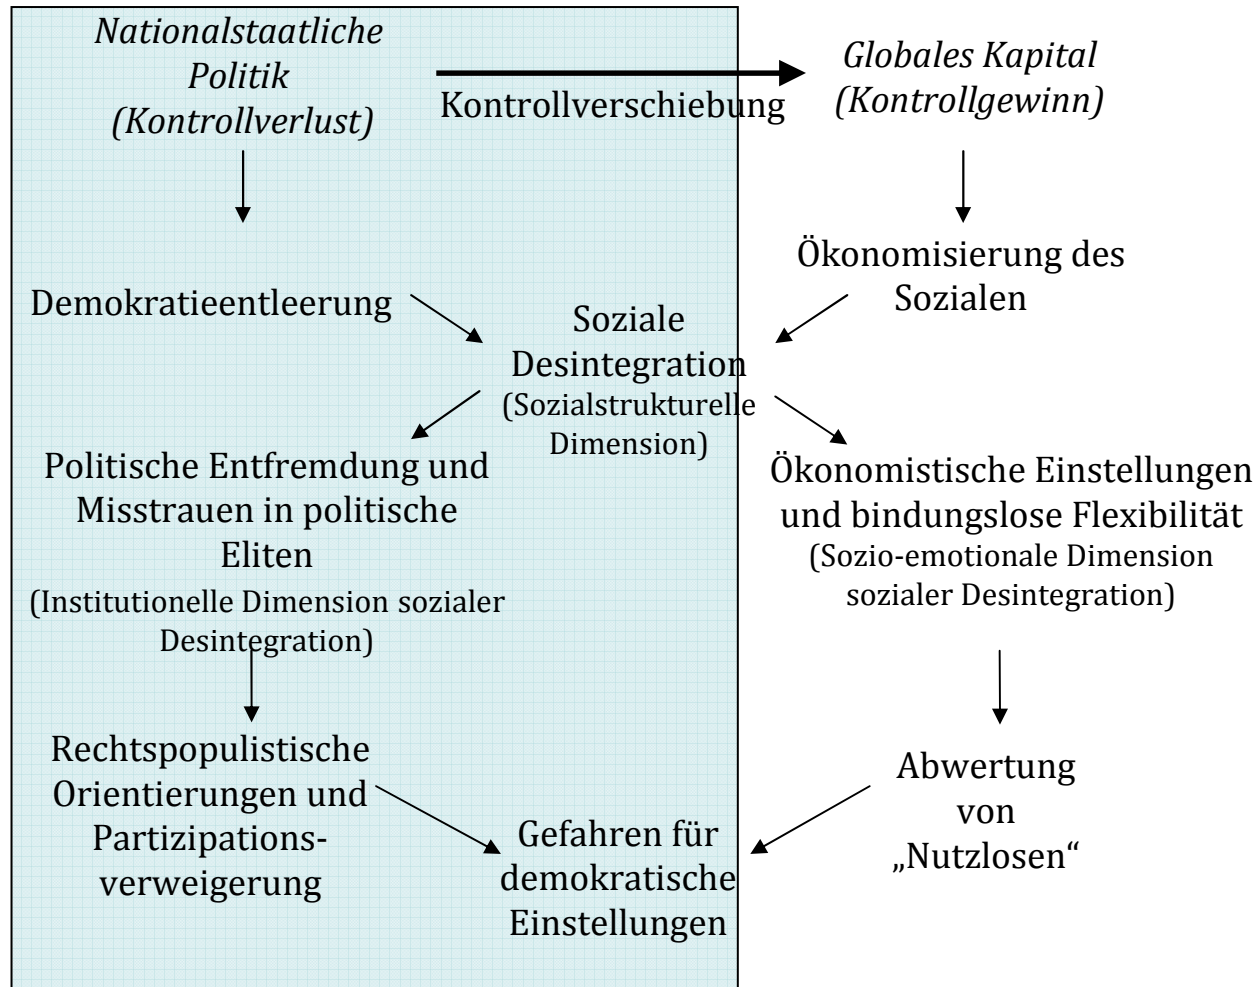 Nationalstaatliche
Politik
(Kontrollverlust)
Kontrollverschiebung
Globales Kapital
(Kontrollgewinn)
Demokratieentleerung
Ökonomisierung des
Sozialen
Soziale
Desintegration
(Sozialstrukturelle
Dimension)
Politische Entfremdung und
Misstrauen in politische
Eliten
(Institutionelle Dimension sozialer
Desintegration)
Ökonomistische Einstellungen
und bindungslose Flexibilität
(Sozio-emotionale Dimension
sozialer Desintegration)
Rechtspopulistische
Orientierungen und
Partizipations-
verweigerung
Abwertung
von
„Nutzlosen“
Gefahren für
demokratische
Einstellungen